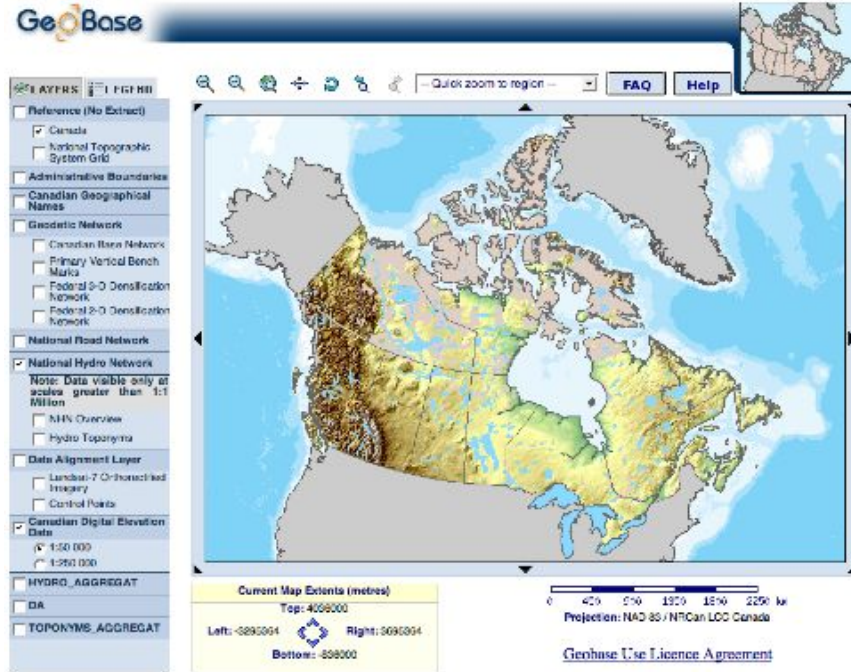 GeoBase
LAYERS LEGEND
-- Quick zoom to region --
FAQ
Help
Reference (No Extract)
Canada
National Topographic
System Grid
Administrative Boundaries
Canadian Geographical
Names
Geodetic Network
Canadian Base Network
Primary Vertical Bench
Marks
Federal 3-D Densification
Network
Federal 2-D Densification
Network
National Road Network
National Hydro Network
Note: Data visible only at
scales greater than 1:1
Million
NHN Overview
Hydro Toponyms
Data Alignment Layer
Landsat-7 Orthorectified
Imagery
Control Points
Canadian Digital Elevation
Data
1:50 000
1:250 000
HYDRO_AGGREGAT
DA
TOPONYMS_AGGREGAT
Current Map Extents (metres)
Top: 4036000
Left: -3295364
Right: 3695364
Bottom: -836000
0 450 900 1350 1800 2250 km
Projection: NAD 83 / NRCan LCC Canada
Geobase Use Licence Agreement